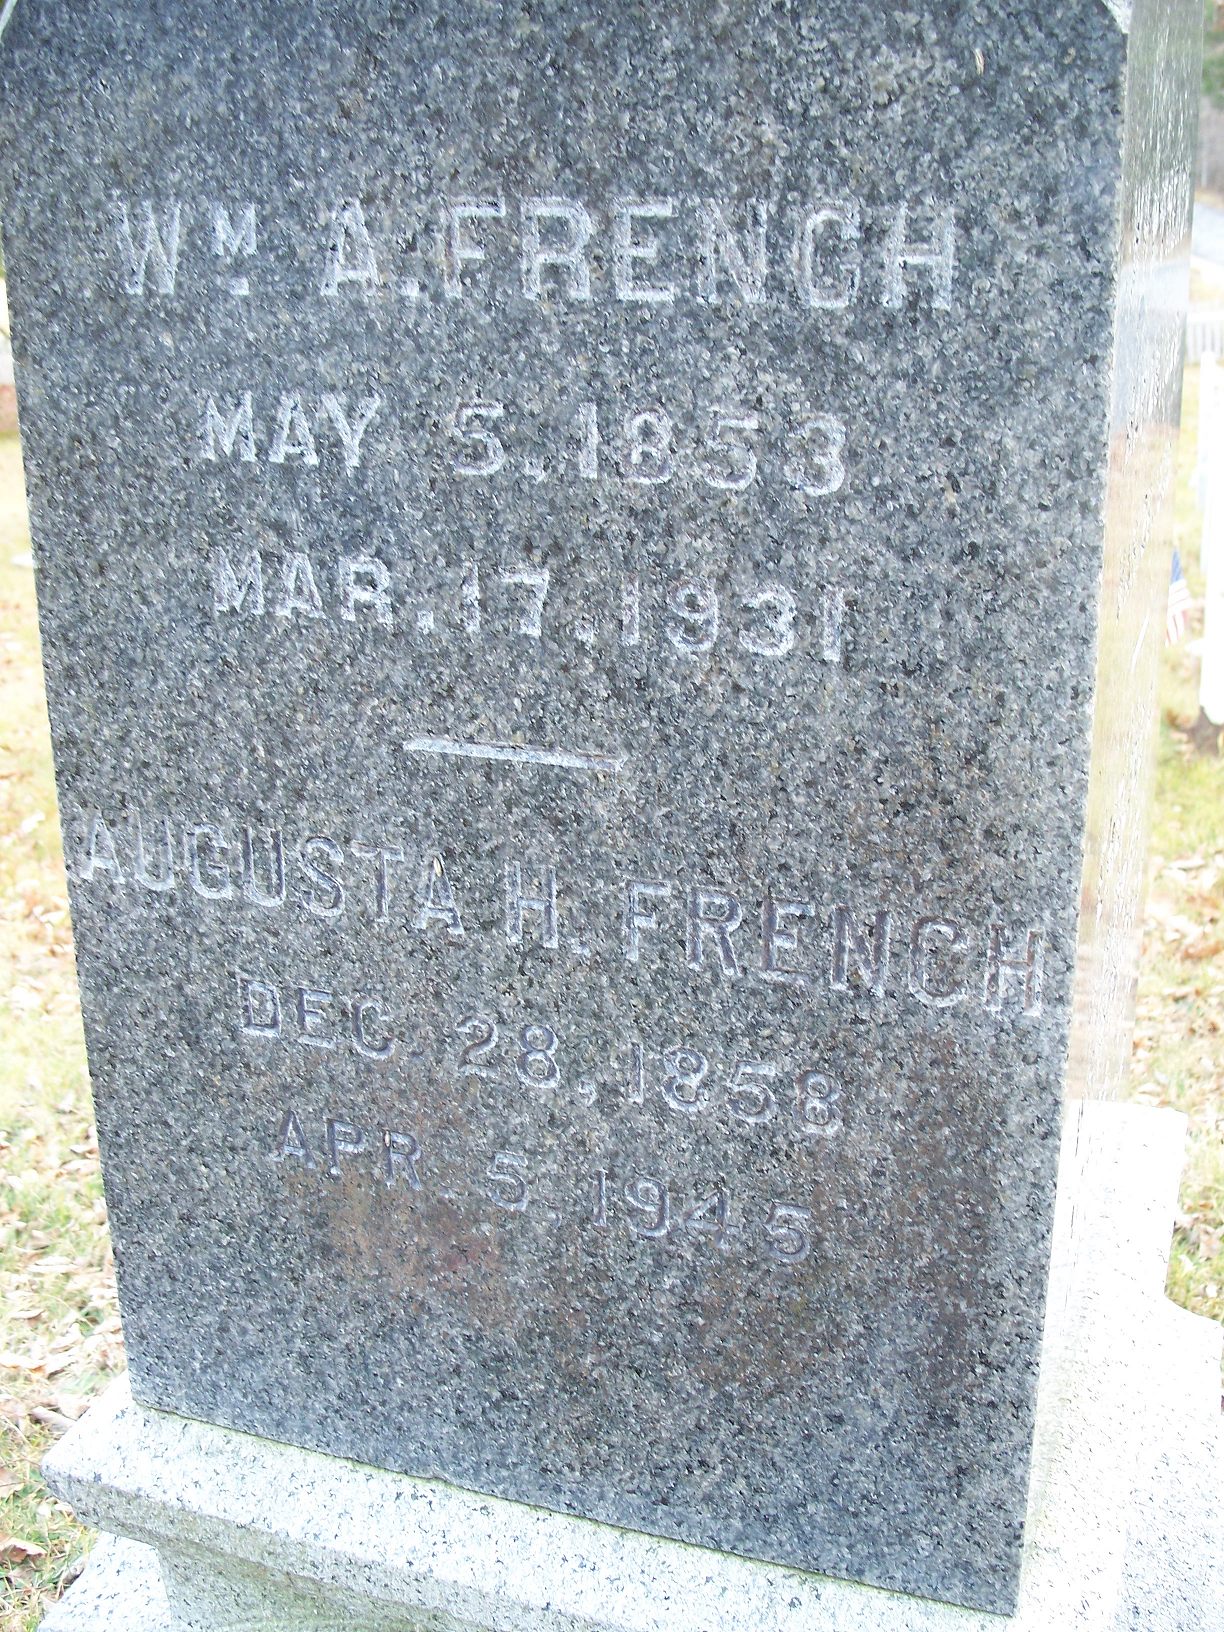 Wᴹ A. FRENCH
MAY 5, 1853
MAR. 17, 1931
AUGUSTA H. FRENCH
DEC. 28, 1858
APR. 5, 1945